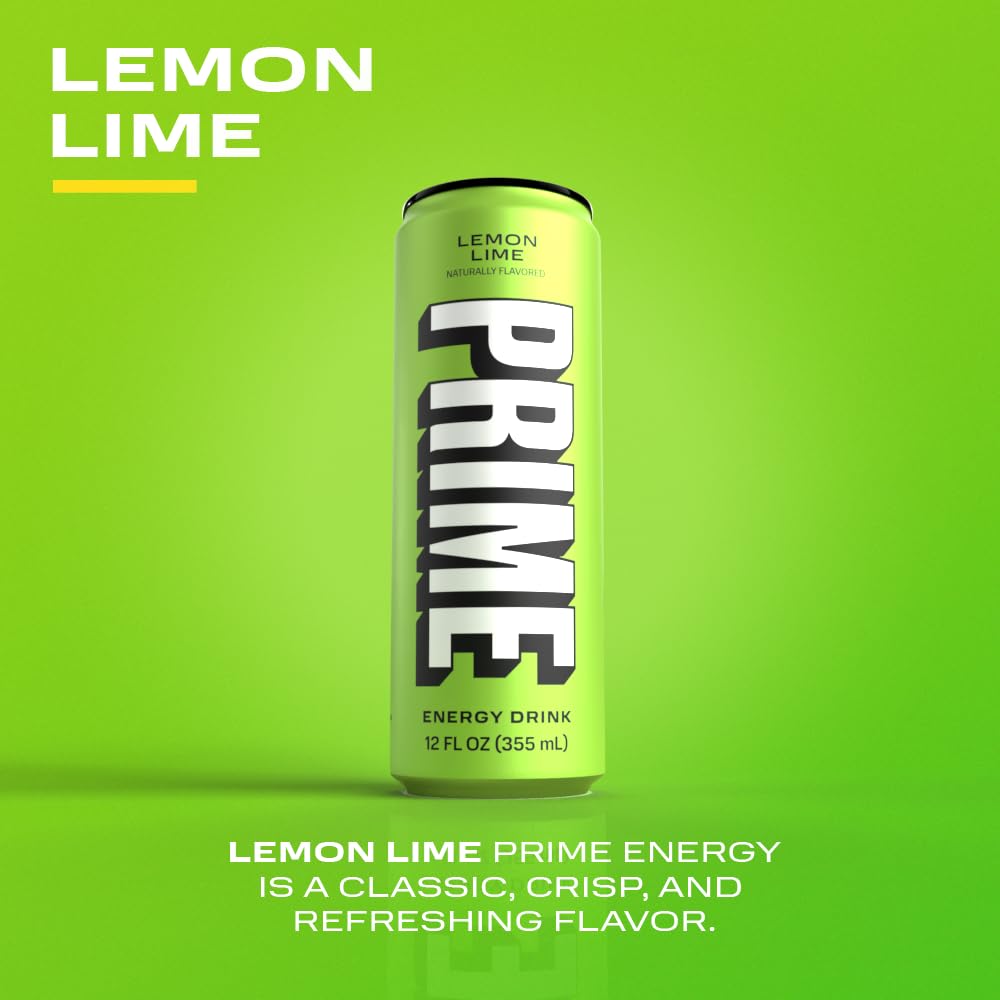 LEMON
LIME
LEMON
LIME
NATURALLY FLAVORED
PRIME
ENERGY DRINK
12 FL OZ (355 mL)
LEMON LIME PRIME ENERGY
IS A CLASSIC, CRISP, AND
REFRESHING FLAVOR.